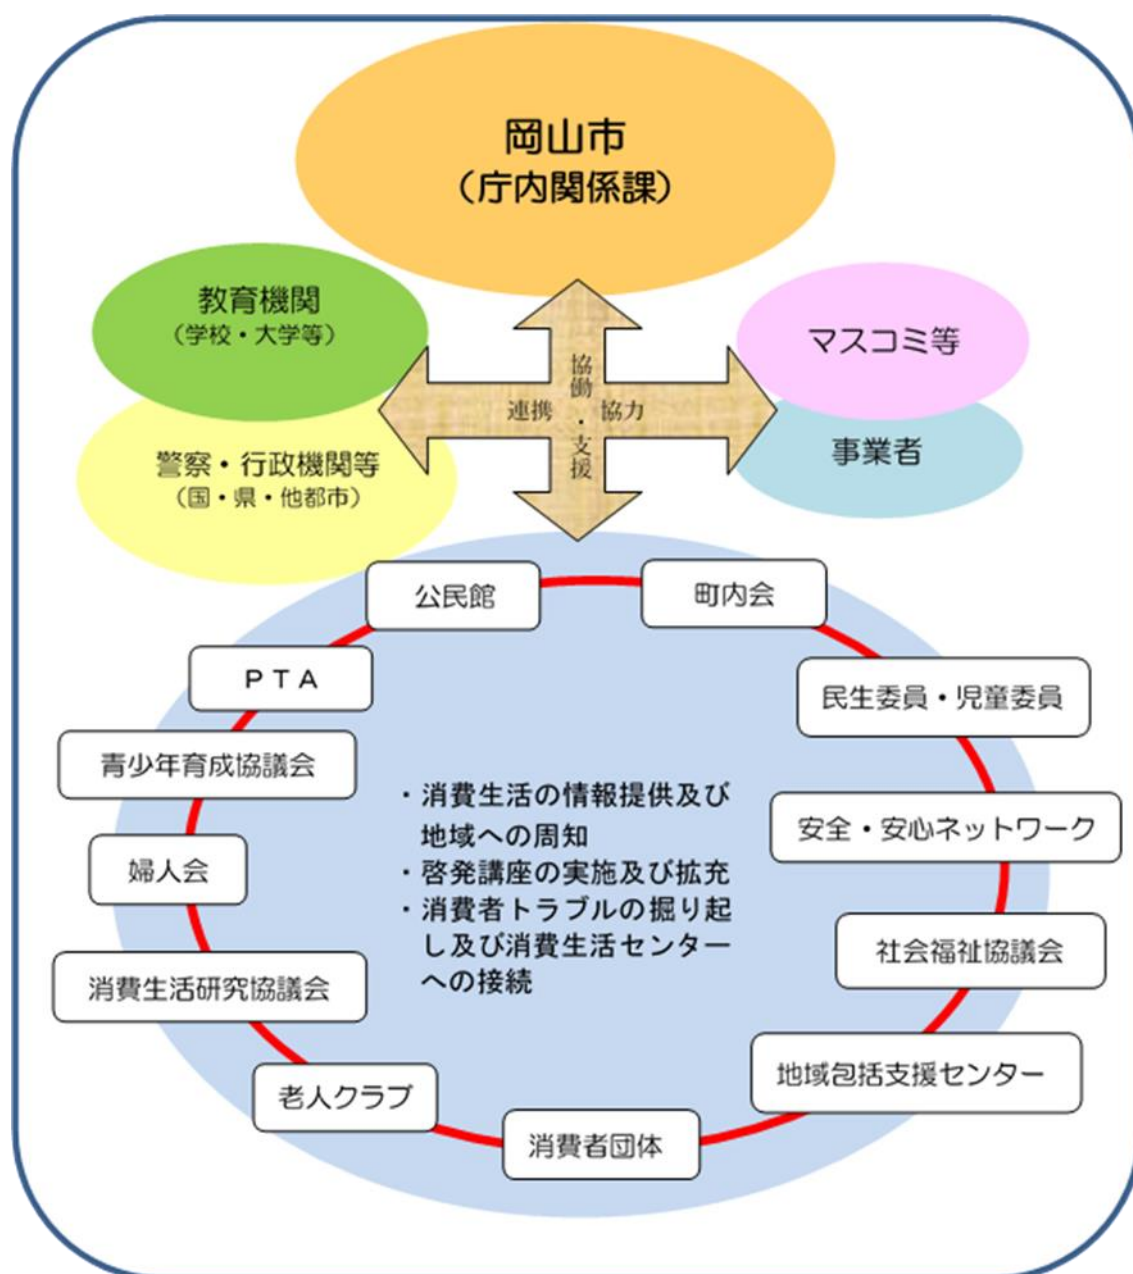 岡山市
（庁内関係課）
教育機関
（学校・大学等）
マスコミ等
警察・行政機関等
（国・県・他都市）
事業者
協働・支援
連携　協力
公民館
町内会
ＰＴＡ
民生委員・児童委員
青少年育成協議会
安全・安心ネットワーク
婦人会
社会福祉協議会
消費生活研究協議会
地域包括支援センター
老人クラブ
消費者団体
・消費生活の情報提供及び
地域への周知
・啓発講座の実施及び拡充
・消費者トラブルの掘り起
し及び消費生活センター
への接続